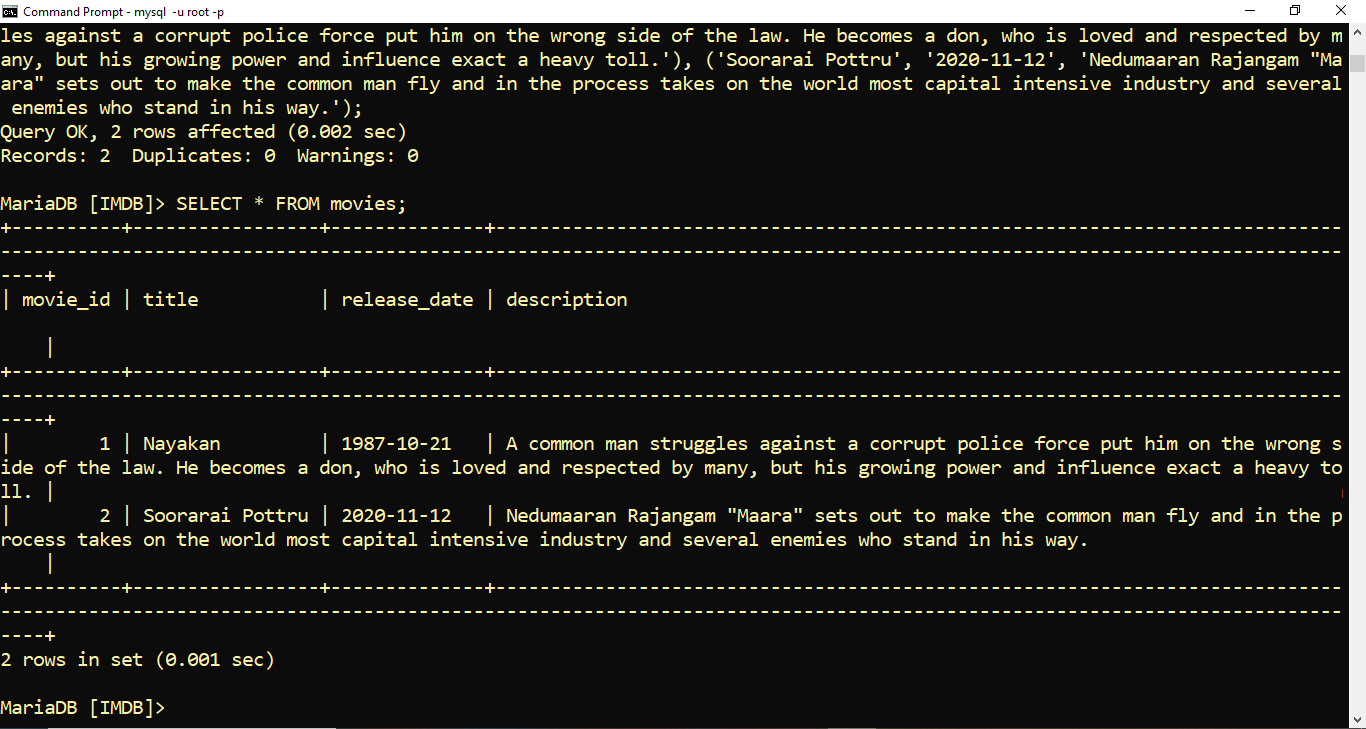 Command Prompt - mysql -u root -p
les against a corrupt police force put him on the wrong side of the law. He becomes a don, who is loved and respected by m
any, but his growing power and influence exact a heavy toll.'), ('Soorarai Pottru', '2020-11-12', 'Nedumaaran Rajangam "Ma
ara" sets out to make the common man fly and in the process takes on the world most capital intensive industry and several
 enemies who stand in his way.');
Query OK, 2 rows affected (0.002 sec)
Records: 2  Duplicates: 0  Warnings: 0
MariaDB [IMDB]> SELECT * FROM movies;
+----------+-----------------+--------------+-----------------------------------------------------------------------------
--------------------------------------------------------------------------------------------------------------------------
----+
| movie_id | title           | release_date | description
    |
+----------+-----------------+--------------+-----------------------------------------------------------------------------
--------------------------------------------------------------------------------------------------------------------------
----+
|        1 | Nayakan         | 1987-10-21   | A common man struggles against a corrupt police force put him on the wrong s
ide of the law. He becomes a don, who is loved and respected by many, but his growing power and influence exact a heavy to
ll. |
|        2 | Soorarai Pottru | 2020-11-12   | Nedumaaran Rajangam "Maara" sets out to make the common man fly and in the p
rocess takes on the world most capital intensive industry and several enemies who stand in his way.
    |
+----------+-----------------+--------------+-----------------------------------------------------------------------------
--------------------------------------------------------------------------------------------------------------------------
----+
2 rows in set (0.001 sec)
MariaDB [IMDB]>